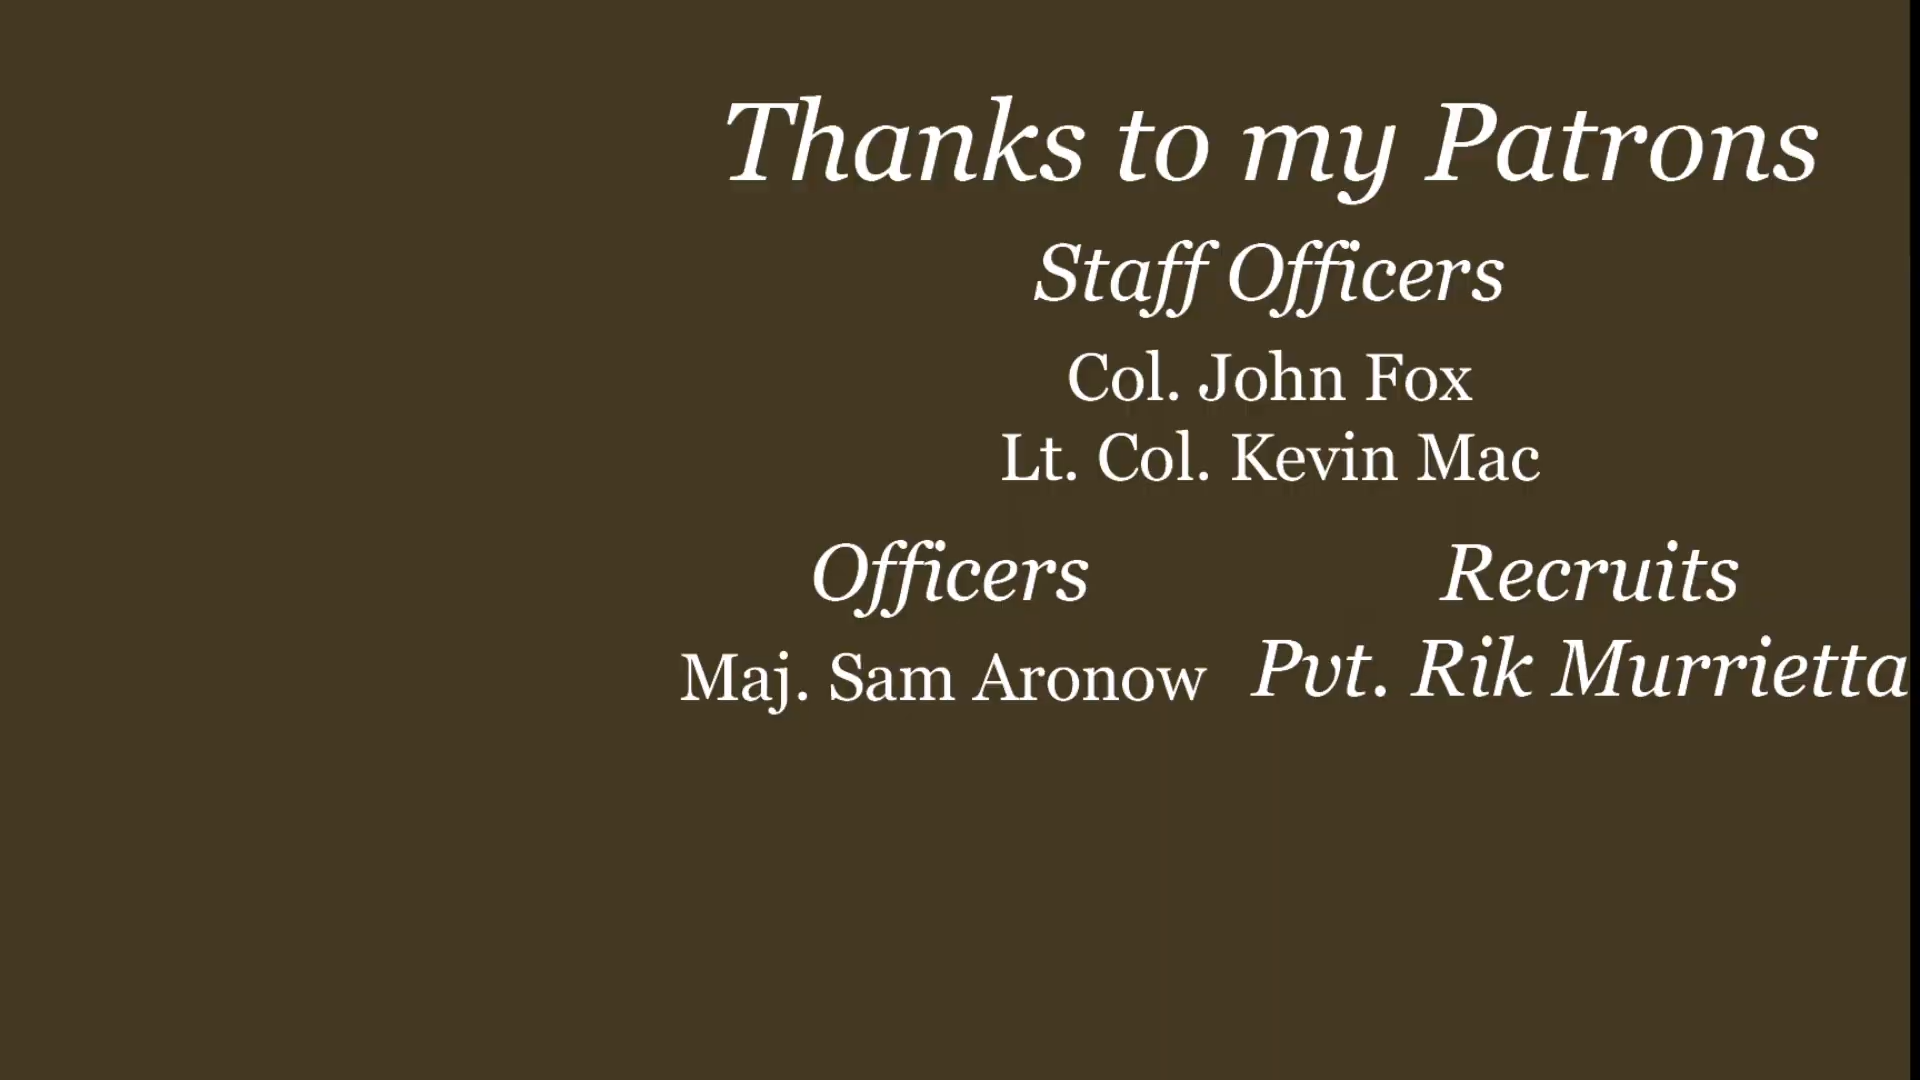 Thanks to my Patrons
Staff Officers
Col. John Fox
Lt. Col. Kevin Mac
Officers
Maj. Sam Aronow
Recruits
Pvt. Rik Murrietta